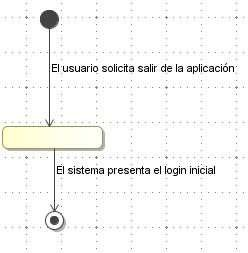 El usuario solicita salir de la aplicación
El sistema presenta el login inicial